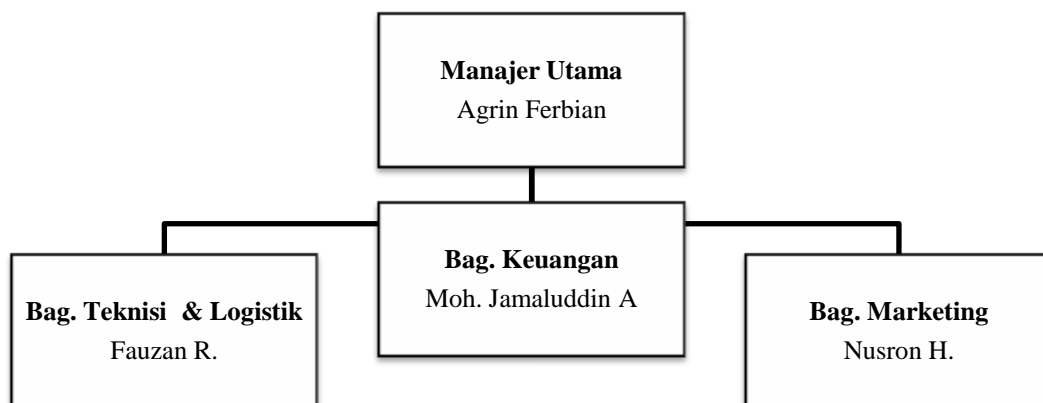 Manajer Utama
Agrin Ferbian
Bag. Keuangan
Moh. Jamaluddin A
Bag. Teknisi & Logistik
Fauzan R.
Bag. Marketing
Nusron H.